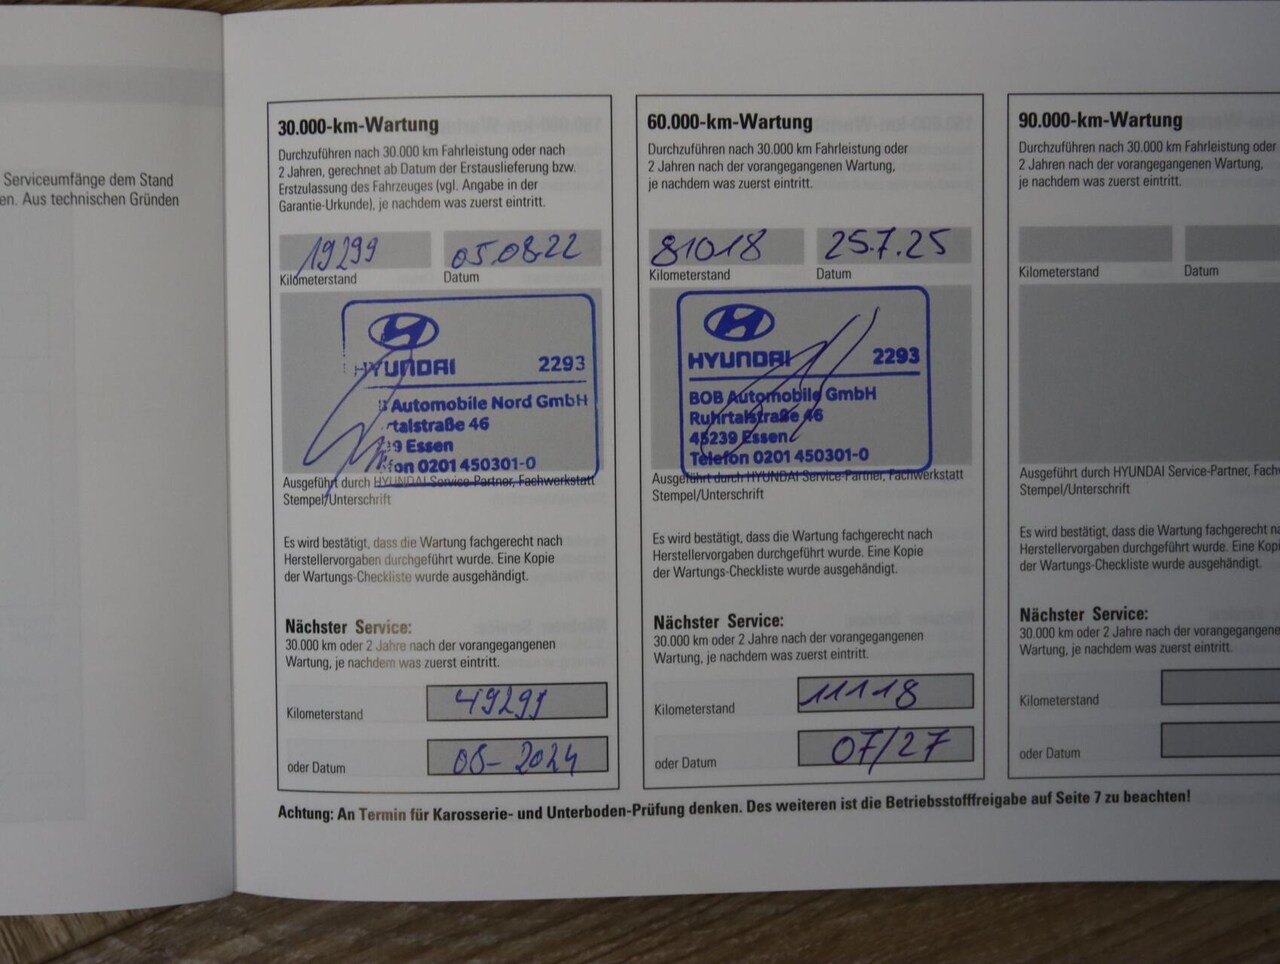 Serviceumfänge dem Stand
en. Aus technischen Gründen
30.000-km-Wartung
Durchzuführen nach 30.000 km Fahrleistung oder nach
2 Jahren, gerechnet ab Datum der Erstauslieferung bzw.
Erstzulassung des Fahrzeuges (vgl. Angabe in der
Garantie-Urkunde), je nachdem was zuerst eintritt.
19299 05.08.22
Kilometerstand Datum
HYUNDAI 2293
Automobile Nord GmbH
rtalstraße 46
39 Essen
fon 0201 450301-0
Ausgeführt durch HYUNDAI Service-Partner, Fachwerkstatt
Stempel/Unterschrift
Es wird bestätigt, dass die Wartung fachgerecht nach
Herstellervorgaben durchgeführt wurde. Eine Kopie
der Wartungs-Checkliste wurde ausgehändigt.
Nächster Service:
30.000 km oder 2 Jahre nach der vorangegangenen
Wartung, je nachdem was zuerst eintritt.
Kilometerstand 49299
oder Datum 08-2024
60.000-km-Wartung
Durchzuführen nach 30.000 km Fahrleistung oder
2 Jahren nach der vorangegangenen Wartung,
je nachdem was zuerst eintritt.
81018 25.7.25
Kilometerstand Datum
HYUNDAI 2293
BOB Automobile GmbH
Ruhrtalstraße 46
45239 Essen
Telefon 0201 450301-0
Ausgeführt durch HYUNDAI Service-Partner, Fachwerkstatt
Stempel/Unterschrift
Es wird bestätigt, dass die Wartung fachgerecht nach
Herstellervorgaben durchgeführt wurde. Eine Kopie
der Wartungs-Checkliste wurde ausgehändigt.
Nächster Service:
30.000 km oder 2 Jahre nach der vorangegangenen
Wartung, je nachdem was zuerst eintritt.
Kilometerstand 11118
oder Datum 07/27
90.000-km-Wartung
Durchzuführen nach 30.000 km Fahrleistung oder
2 Jahren nach der vorangegangenen Wartung,
je nachdem was zuerst eintritt.
Kilometerstand Datum
Ausgeführt durch HYUNDAI Service-Partner, Fachw
Stempel/Unterschrift
Es wird bestätigt, dass die Wartung fachgerecht na
Herstellervorgaben durchgeführt wurde. Eine Kopi
der Wartungs-Checkliste wurde ausgehändigt.
Nächster Service:
30.000 km oder 2 Jahre nach der vorangegangene
Wartung, je nachdem was zuerst eintritt.
Kilometerstand
oder Datum
Achtung: An Termin für Karosserie- und Unterboden-Prüfung denken. Des weiteren ist die Betriebsstofffreigabe auf Seite 7 zu beachten!